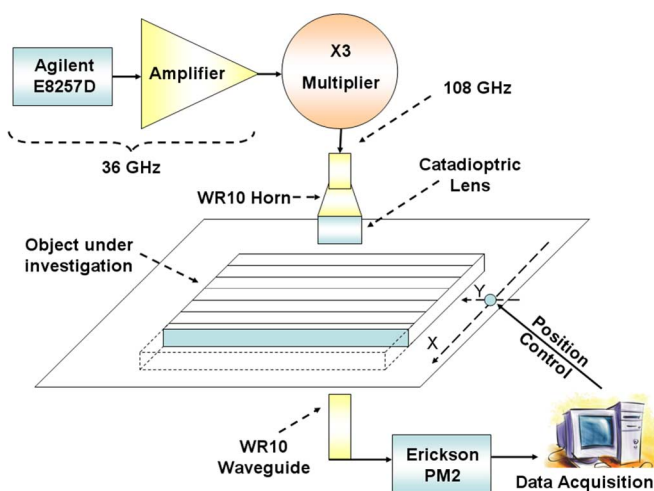 Agilent
E8257D
Amplifier
X3
Multiplier
108 GHz
36 GHz
Catadioptric
Lens
WR10 Horn
Object under
investigation
Y
X
Position
Control
WR10
Waveguide
Erickson
PM2
Data Acquisition